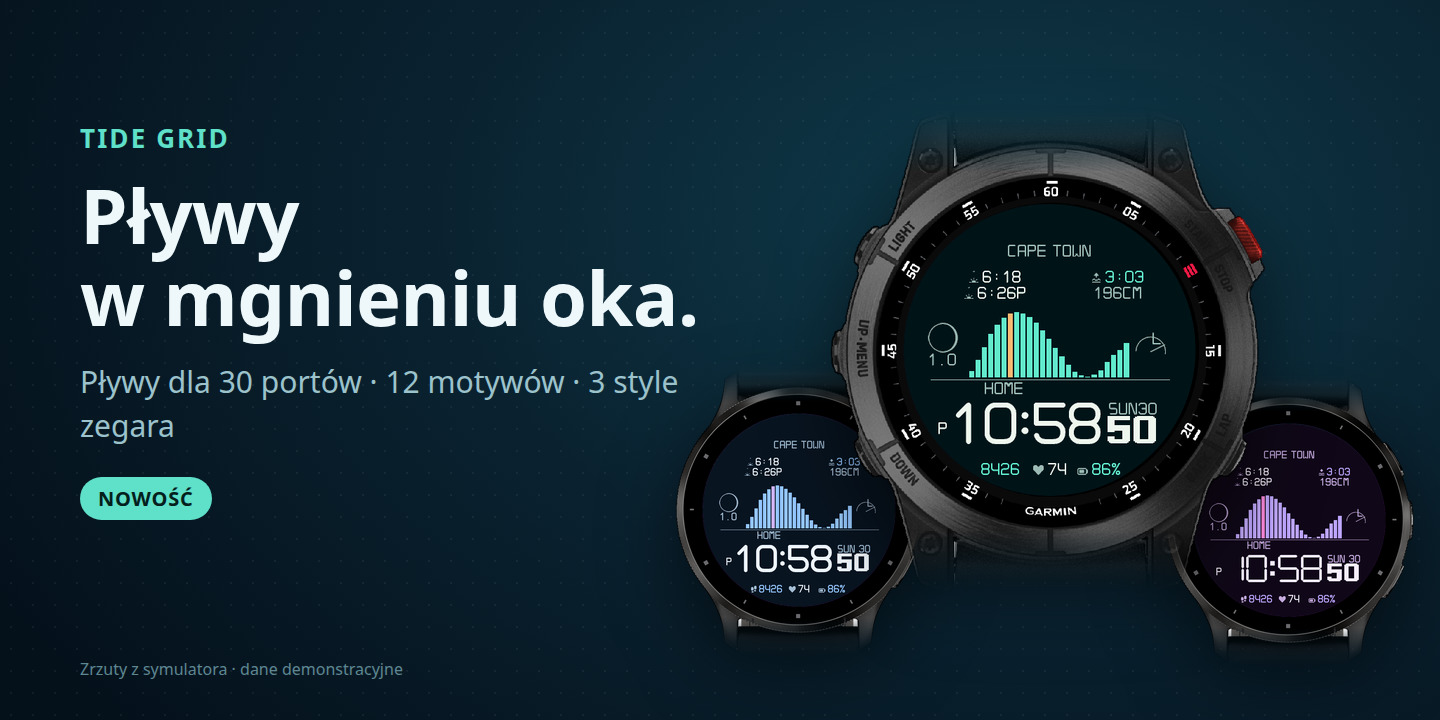 TIDE GRID
Pływy
w mgnieniu oka.
Pływy dla 30 portów · 12 motywów · 3 style
zegara
NOWOŚĆ
Zrzuty z symulatora · dane demonstracyjne
60
55
05
50
45
15
40
20
35
25
LIGHT
UP·MENU
DOWN
STOP
LAP
GARMIN
CAPE TOWN
6:18
3:03
6:26P
196CM
1.0
HOME
P 10:58 50
SUN30
8426 74 86%
CAPE TOWN
6:18
3:03
6:26P
196CM
1.0
HOME
P 10:58 50
SUN 30
8426 74 86%
CAPE TOWN
6:18
3:03
6:26P
196CM
1.0
HOME
P 10:58 50
SUN 30
8426 74 86%